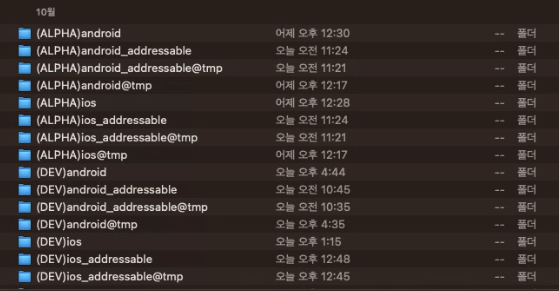 10월
(ALPHA)android 어제 오후 12:30 -- 폴더
(ALPHA)android_addressable 오늘 오전 11:24 -- 폴더
(ALPHA)android_addressable@tmp 오늘 오전 11:21 -- 폴더
(ALPHA)android@tmp 어제 오후 12:17 -- 폴더
(ALPHA)ios 어제 오후 12:28 -- 폴더
(ALPHA)ios_addressable 오늘 오전 11:24 -- 폴더
(ALPHA)ios_addressable@tmp 오늘 오전 11:21 -- 폴더
(ALPHA)ios@tmp 어제 오후 12:17 -- 폴더
(DEV)android 오늘 오후 4:44 -- 폴더
(DEV)android_addressable 오늘 오전 10:45 -- 폴더
(DEV)android_addressable@tmp 오늘 오전 10:35 -- 폴더
(DEV)android@tmp 오늘 오후 4:35 -- 폴더
(DEV)ios 오늘 오후 1:15 -- 폴더
(DEV)ios_addressable 오늘 오후 12:48 -- 폴더
(DEV)ios_addressable@tmp 오늘 오후 12:45 -- 폴더